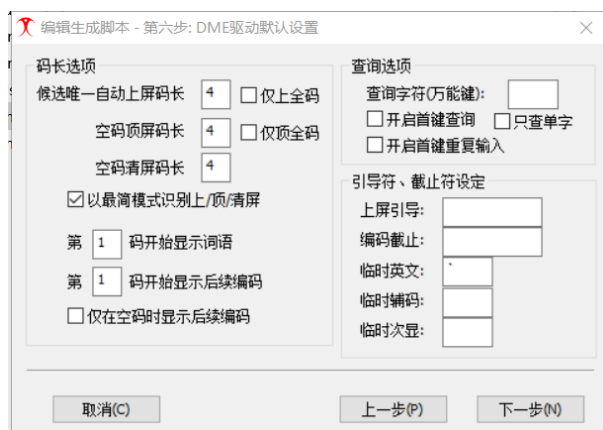 编辑生成脚本 - 第六步: DME驱动默认设置
码长选项
候选唯一自动上屏码长 4 仅上全码
空码顶屏码长 4 仅顶全码
空码清屏码长 4
以最简模式识别上/顶/清屏
第 1 码开始显示词语
第 1 码开始显示后续编码
仅在空码时显示后续编码
查询选项
查询字符(万能键):
开启首键查询 只查单字
开启首键重复输入
引导符、截止符设定
上屏引导:
编码截止:
临时英文: `
临时辅码:
临时次显:
取消(C) 上一步(P) 下一步(N)